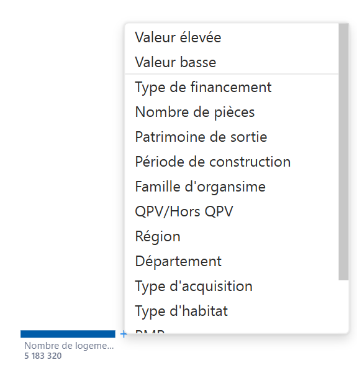 Valeur élevée
Valeur basse
Type de financement
Nombre de pièces
Patrimoine de sortie
Période de construction
Famille d'organsime
QPV/Hors QPV
Région
Département
Type d'acquisition
Type d'habitat
Nombre de logeme...
5 183 320